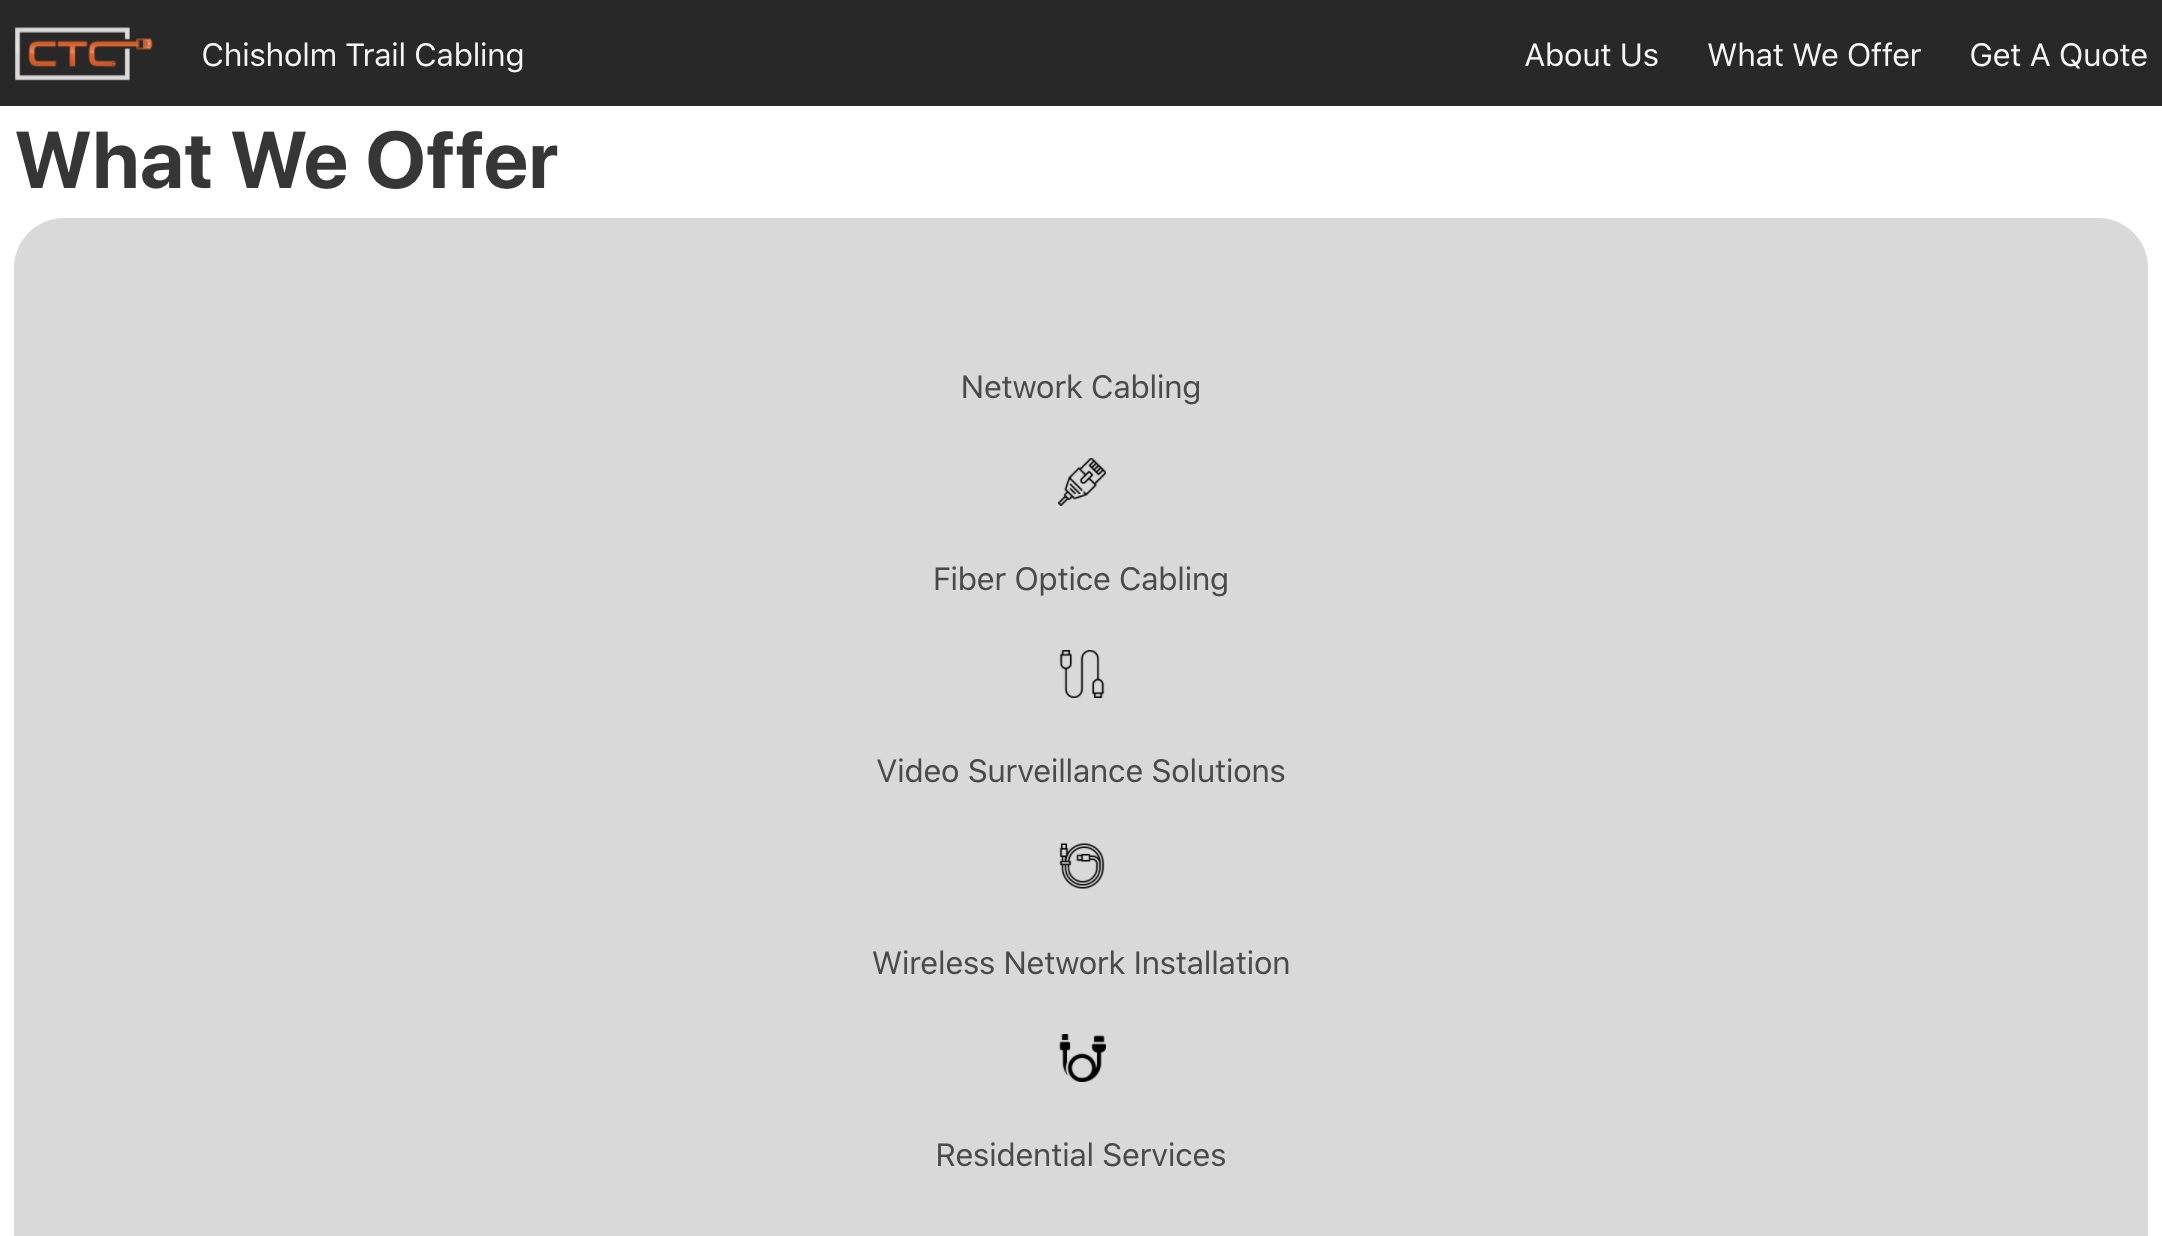 CTC
Chisholm Trail Cabling
About Us
What We Offer
Get A Quote
What We Offer
Network Cabling
Fiber Optice Cabling
Video Surveillance Solutions
Wireless Network Installation
Residential Services